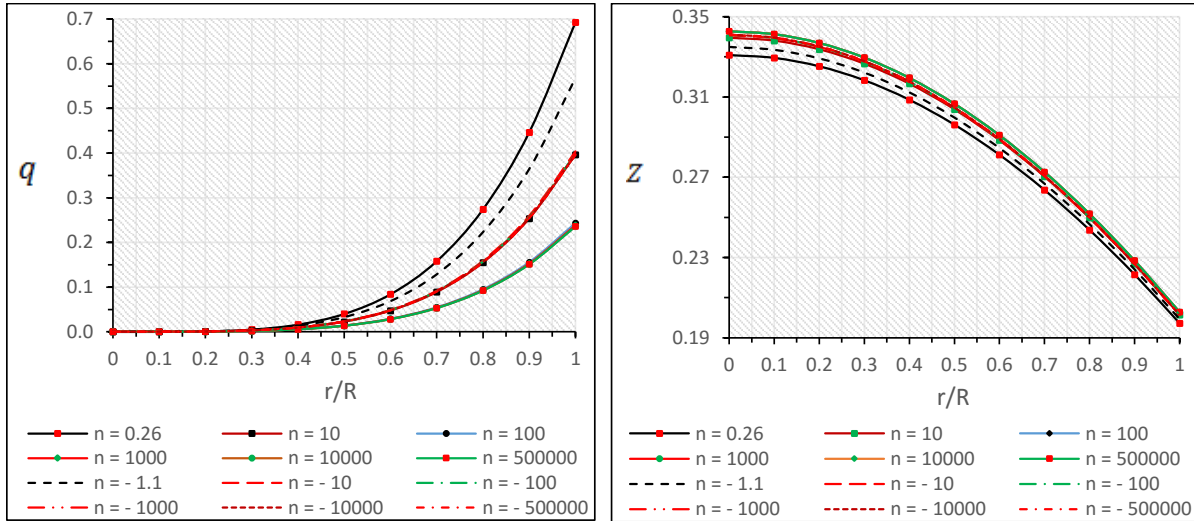 0.7
0.6
0.5
0.4
0.3
0.2
0.1
0.0
q
0 0.1 0.2 0.3 0.4 0.5 0.6 0.7 0.8 0.9 1
r/R
n = 0.26 n = 10 n = 100
n = 1000 n = 10000 n = 500000
n = - 1.1 n = - 10 n = - 100
n = - 1000 n = - 10000 n = - 500000
0.35
0.31
0.27
0.23
0.19
Z
0 0.1 0.2 0.3 0.4 0.5 0.6 0.7 0.8 0.9 1
r/R
n = 0.26 n = 10 n = 100
n = 1000 n = 10000 n = 500000
n = - 1.1 n = - 10 n = - 100
n = - 1000 n = - 10000 n = - 500000